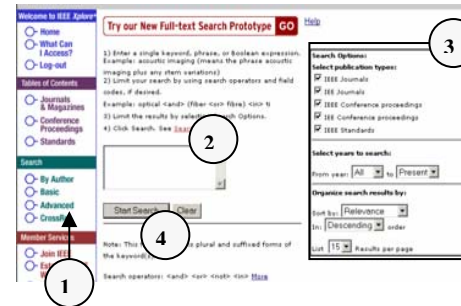 Welcome to IEEE Xplore
Home
What Can
I Access?
Log-out
Tables of Contents
Journals
& Magazines
Conference
Proceedings
Standards
Search
By Author
Basic
Advanced
Member Services
Join IEEE
1
Try our New Full-text Search Prototype GO
Help
1) Enter a single keyword, phrase, or Boolean expression.
Example: acoustic imaging (means the phrase acoustic
imaging plus any stem variations)
2) Limit your search by using search operators and field
codes, if desired.
Example: optical <and> (fiber <or> fibre) <in> ti
3) Limit the results by Search Options.
4) Click Search. See
2
Start Search Clear
4
Note: This plural and suffixed forms of
the
Search operators: <and> <or> <not> <in> More
3
Search Options:
Select publication types:
IEEE Journals
IEE Journals
IEEE Conference proceedings
IEE Conference proceedings
IEEE Standards
Select years to search:
From year: All to Present
Organize search results by:
Sort by: Relevance
In: Descending order
List 15 Results per page